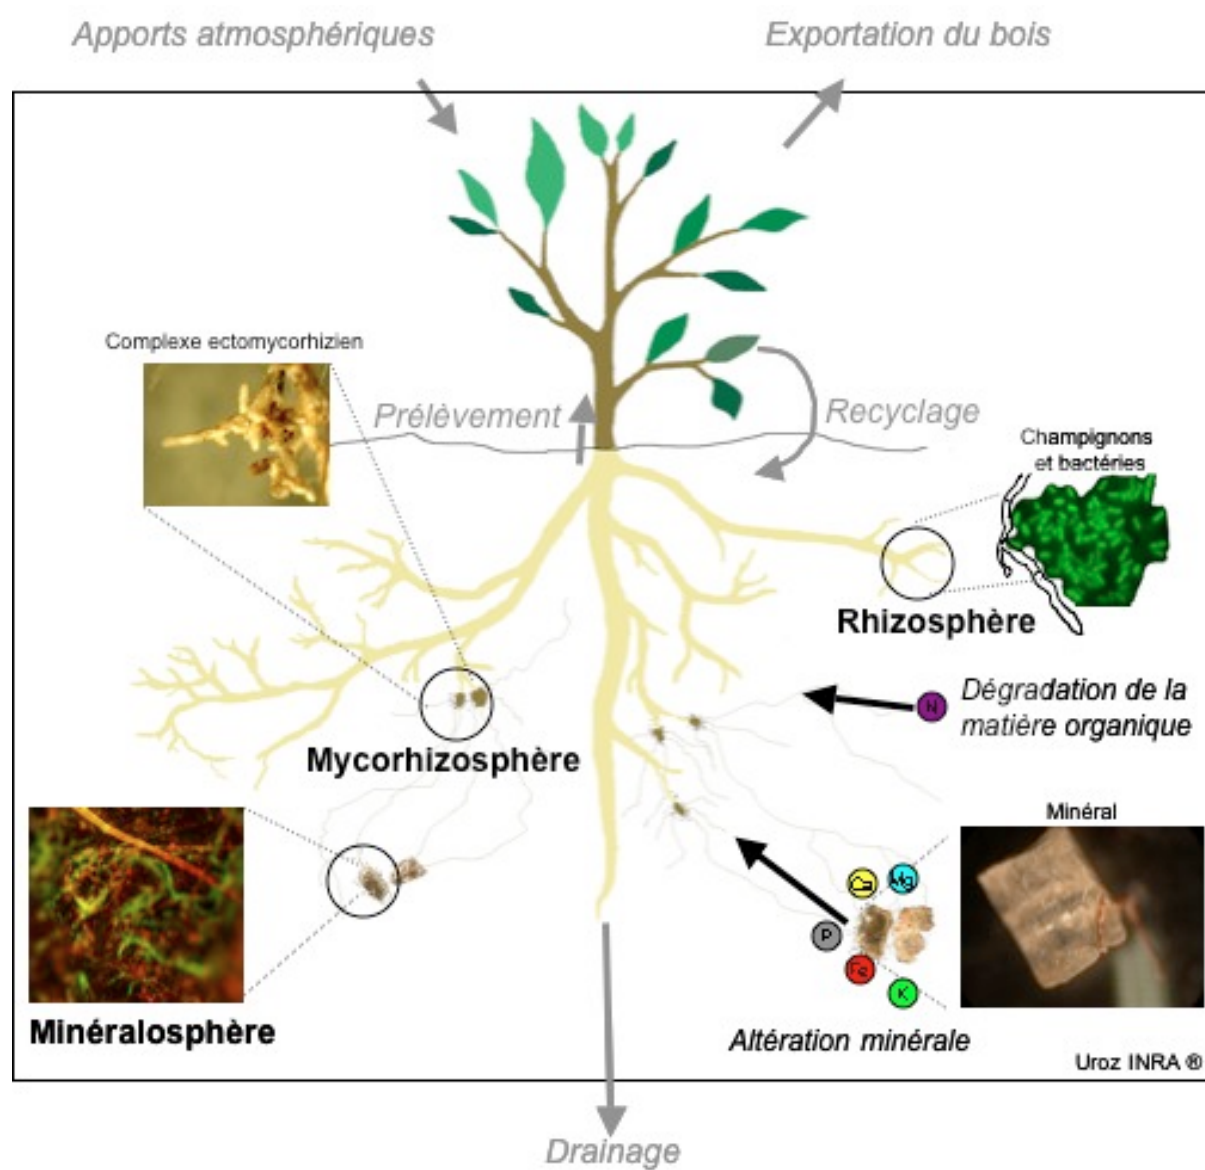 Apports atmosphériques
Exportation du bois
Complexe ectomycorhizien
Prélèvement
Recyclage
Champignons
et bactéries
Rhizosphère
N
Dégradation de la
matière organique
Mycorhizosphère
Minéral
Ca
Mg
P
Fe
K
Minéralosphère
Altération minérale
Uroz INRA ®
Drainage